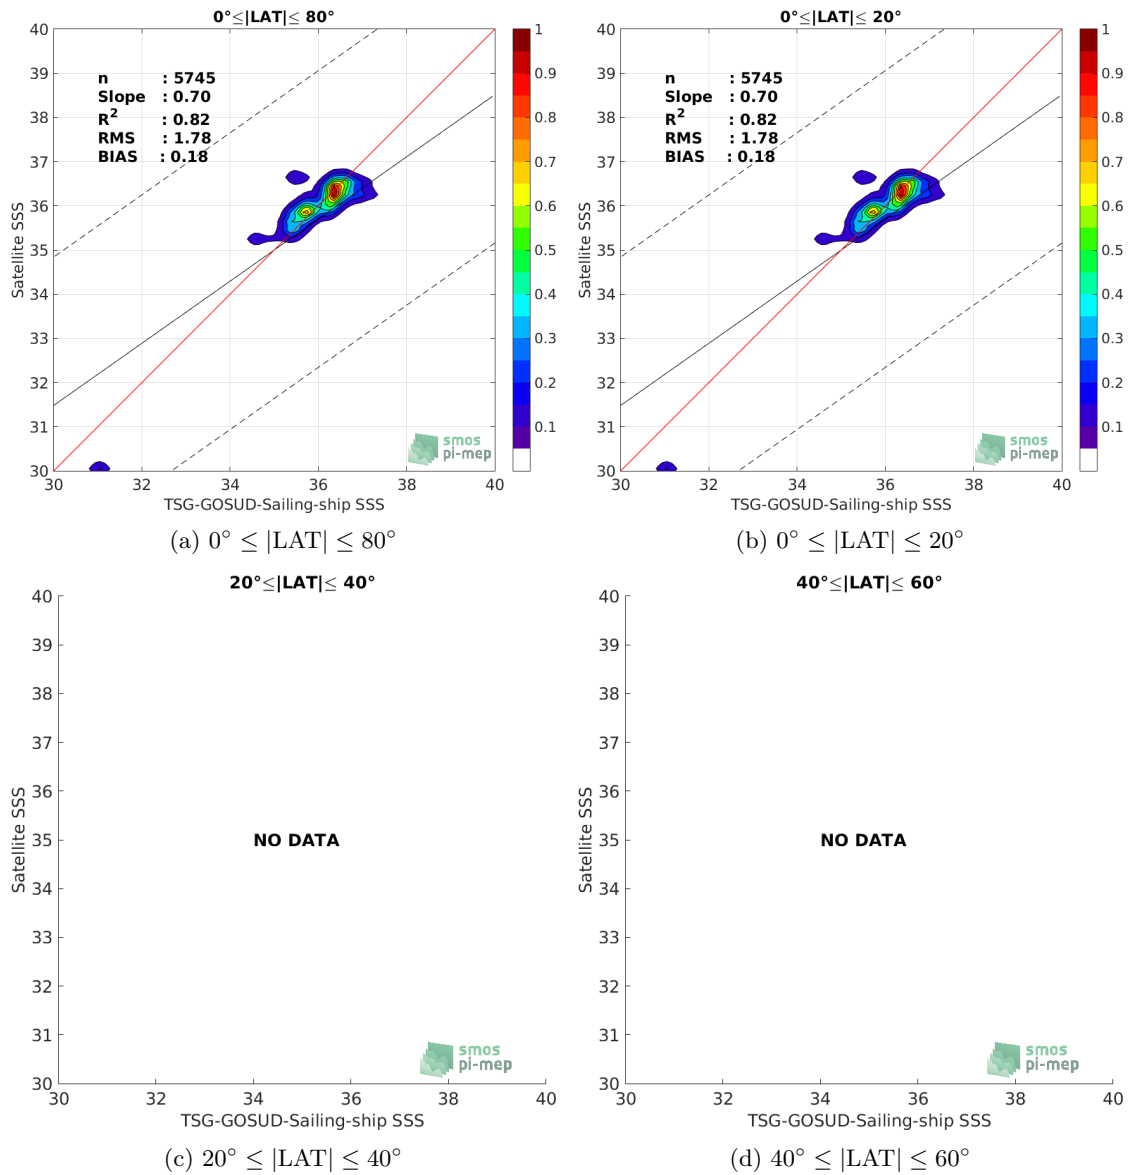 0°≤|LAT|≤ 80°
40
39
38
37
36
35
34
33
32
31
30
Satellite SSS
n : 5745
Slope : 0.70
R² : 0.82
RMS : 1.78
BIAS : 0.18
smos
pi-mep
30 32 34 36 38 40
TSG-GOSUD-Sailing-ship SSS
1
0.9
0.8
0.7
0.6
0.5
0.4
0.3
0.2
0.1
(a) 0° ≤ |LAT| ≤ 80°
0°≤|LAT|≤ 20°
40
39
38
37
36
35
34
33
32
31
30
Satellite SSS
n : 5745
Slope : 0.70
R² : 0.82
RMS : 1.78
BIAS : 0.18
smos
pi-mep
30 32 34 36 38 40
TSG-GOSUD-Sailing-ship SSS
1
0.9
0.8
0.7
0.6
0.5
0.4
0.3
0.2
0.1
(b) 0° ≤ |LAT| ≤ 20°
20°≤|LAT|≤ 40°
40
39
38
37
36
35
34
33
32
31
30
Satellite SSS
NO DATA
smos
pi-mep
30 32 34 36 38 40
TSG-GOSUD-Sailing-ship SSS
(c) 20° ≤ |LAT| ≤ 40°
40°≤|LAT|≤ 60°
40
39
38
37
36
35
34
33
32
31
30
Satellite SSS
NO DATA
smos
pi-mep
30 32 34 36 38 40
TSG-GOSUD-Sailing-ship SSS
(d) 40° ≤ |LAT| ≤ 60°